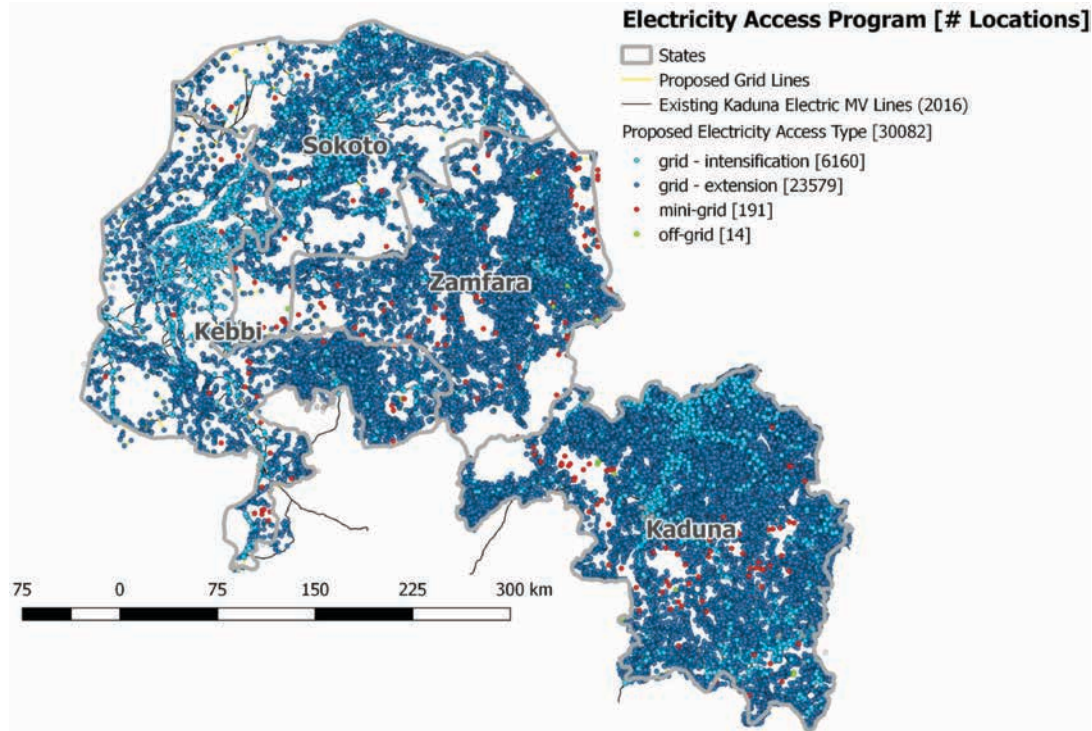 Electricity Access Program [# Locations]
States
Proposed Grid Lines
Existing Kaduna Electric MV Lines (2016)
Proposed Electricity Access Type [30082]
grid - intensification [6160]
grid - extension [23579]
mini-grid [191]
off-grid [14]
Sokoto
Zamfara
Kebbi
Kaduna
75 0 75 150 225 300 km